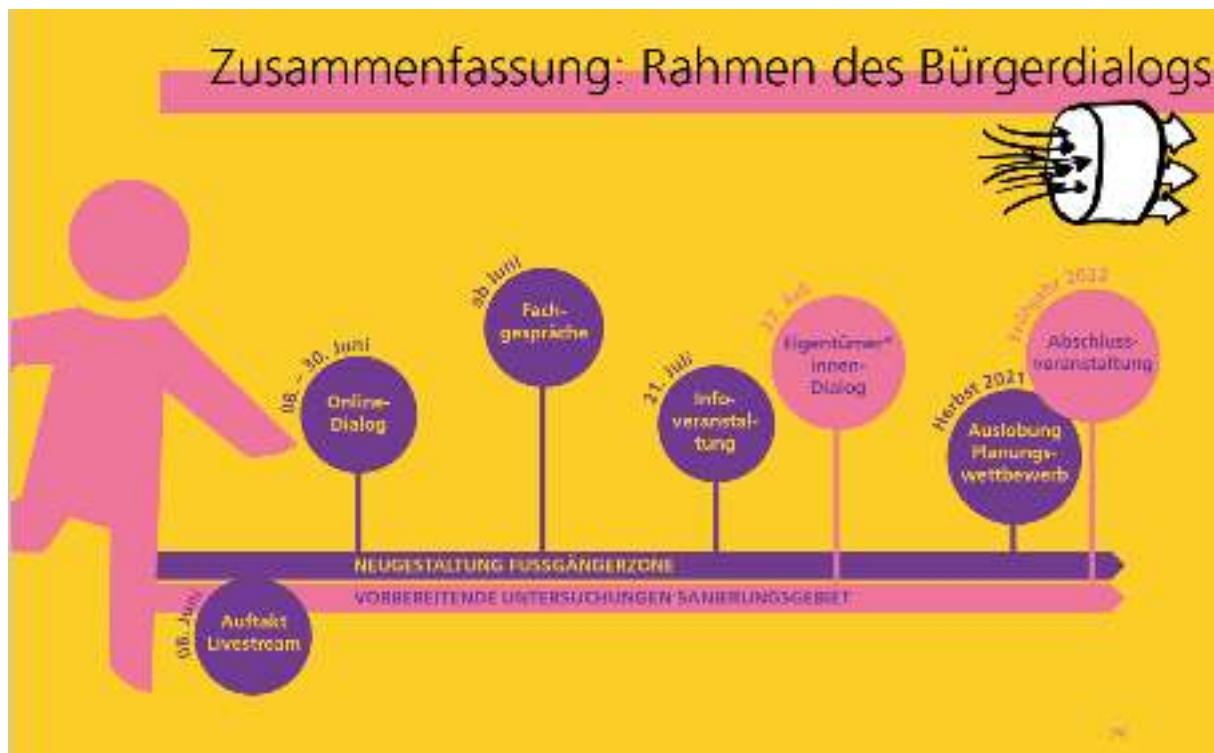 Zusammenfassung: Rahmen des Bürgerdialogs
08. – 30. Juni
Online-
Dialog
ab Juni
Fach-
gespräche
21. Juli
Info-
veranstal-
tung
Juli
Eigentümer*
innen-
Dialog
Herbst 2021
Auslobung
Planungs-
wettbewerb
Frühjahr 2022
Abschluss-
veranstaltung
NEUGESTALTUNG FUSSGÄNGERZONE
VORBEREITENDE UNTERSUCHUNGEN SANIERUNGSGEBIET
08. Juni
Auftakt
Livestream